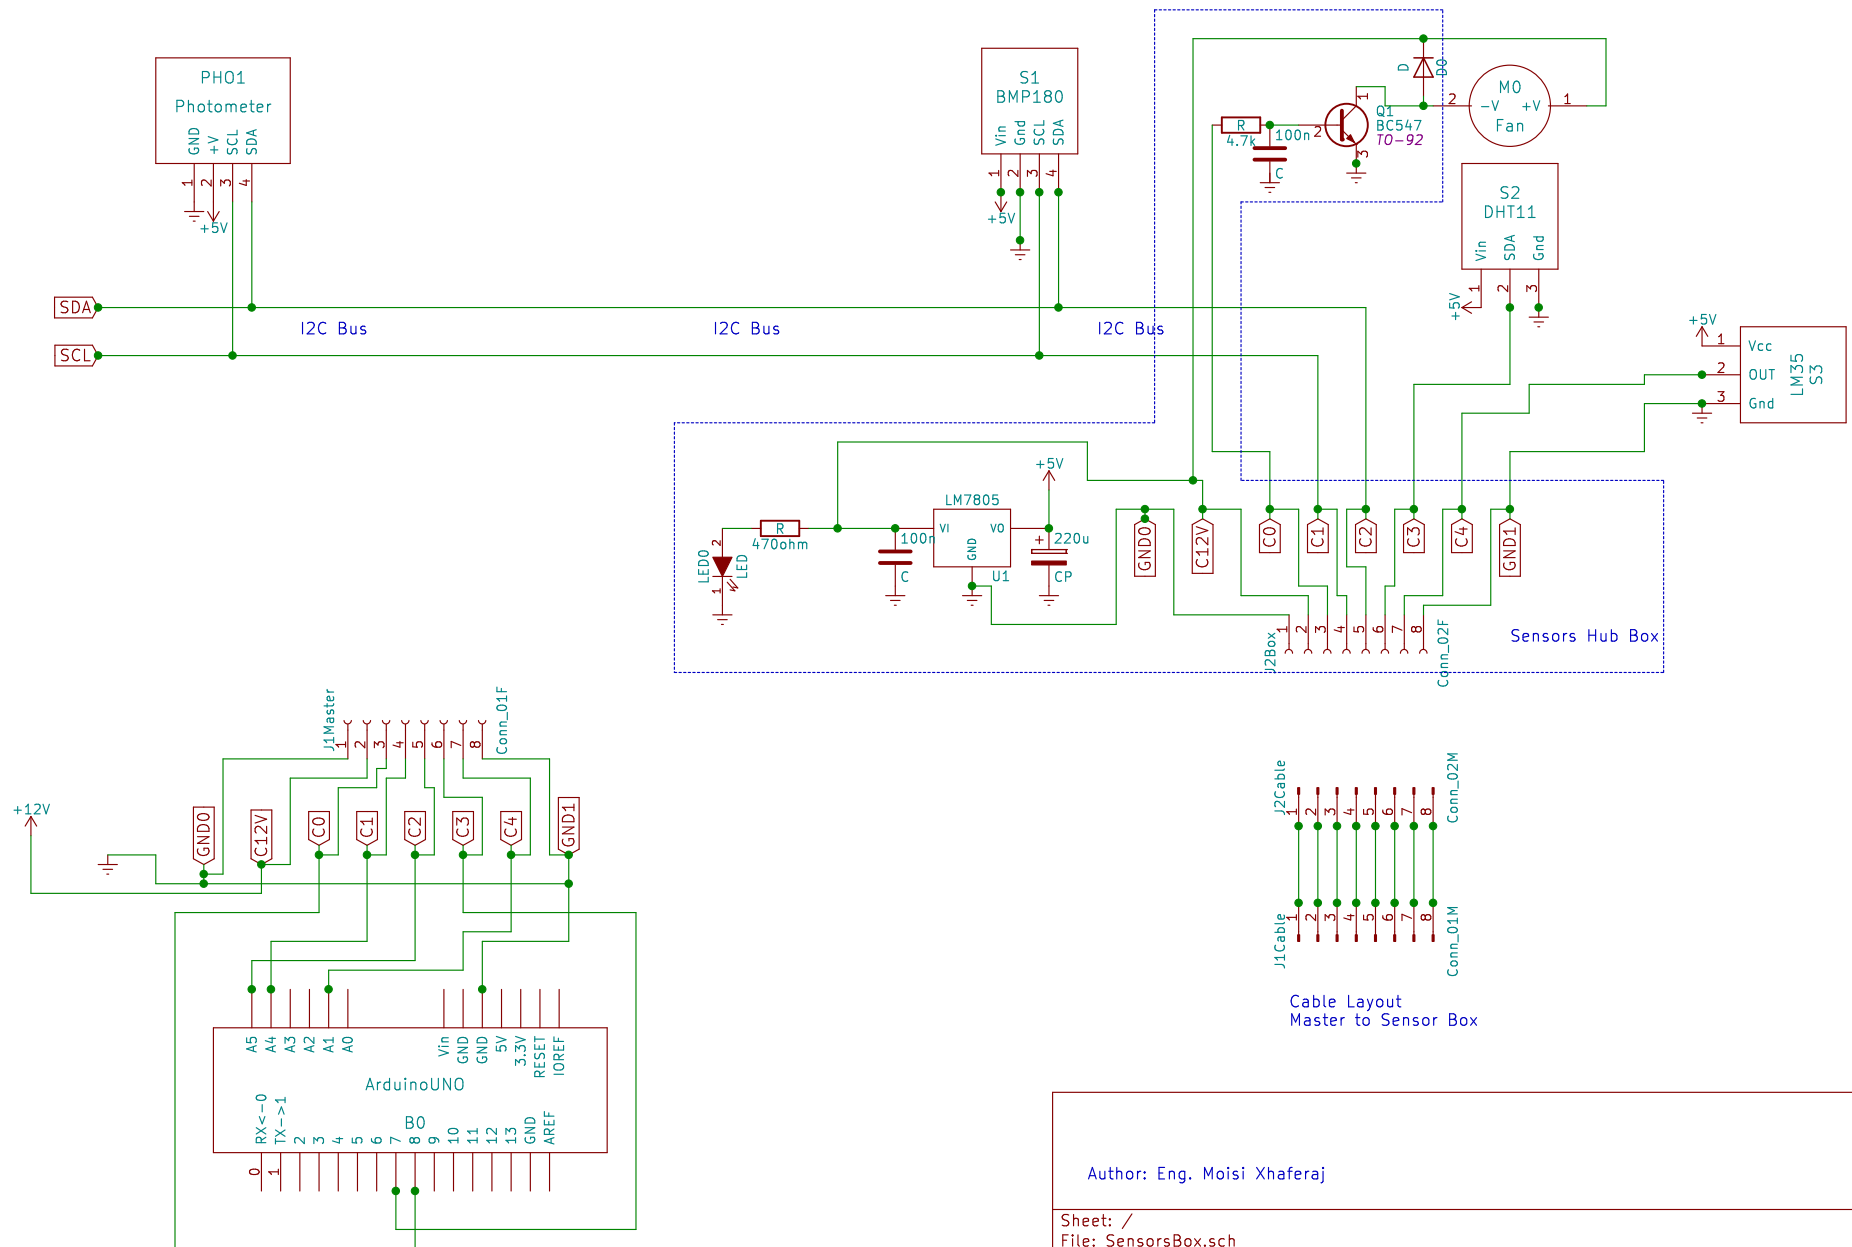 PHO1
Photometer
GND
+V
SCL
SDA
1
2
3
4
+5V
S1
BMP180
Vin
Gnd
SCL
SDA
1
2
3
4
+5V
D
D0
M0
-V
+V
Fan
2
1
R
4.7k
100n
C
1
2
3
Q1
BC547
TO-92
S2
DHT11
Vin
SDA
Gnd
1
2
3
+5V
SDA
SCL
I2C Bus
I2C Bus
I2C Bus
+5V
1
2
3
Vcc
OUT
Gnd
LM35
S3
LED0
LED
2
1
R
470ohm
100n
C
LM7805
VI
VO
GND
U1
+5V
+
220u
CP
GND0
C12V
C0
C1
C2
C3
C4
GND1
J2Box
1
2
3
4
5
6
7
8
Conn_02F
Sensors Hub Box
J1Master
1
2
3
4
5
6
7
8
Conn_01F
+12V
GND0
C12V
C0
C1
C2
C3
C4
GND1
A5
A4
A3
A2
A1
A0
Vin
GND
GND
5V
3.3V
RESET
IOREF
ArduinoUNO
B0
RX<-0
TX->1
2
3
4
5
6
7
8
9
10
11
12
13
GND
AREF
0
1
J2Cable
1
2
3
4
5
6
7
8
Conn_02M
J1Cable
1
2
3
4
5
6
7
8
Conn_01M
Cable Layout
Master to Sensor Box
Author: Eng. Moisi Xhaferaj
Sheet: /
File: SensorsBox.sch